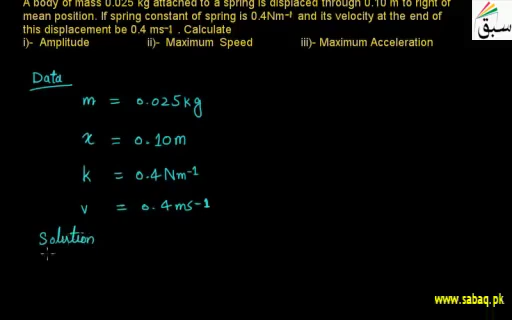 A body of mass 0.025 kg attached to a spring is displaced through 0.10 m to right of
mean position. If spring constant of spring is 0.4Nm⁻¹ and its velocity at the end of
this displacement be 0.4 ms⁻¹ . Calculate
i)- Amplitude ii)- Maximum Speed iii)- Maximum Acceleration
سبق
Data
m = 0.025kg
x = 0.10m
k = 0.4Nm⁻¹
v = 0.4ms⁻¹
Solution
www.sabaq.pk